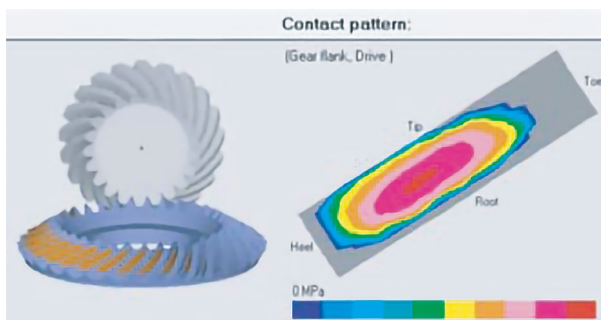 Contact pattern:
(Gear flank, Drive )
Toe
Tip
Root
Heel
0 MPa